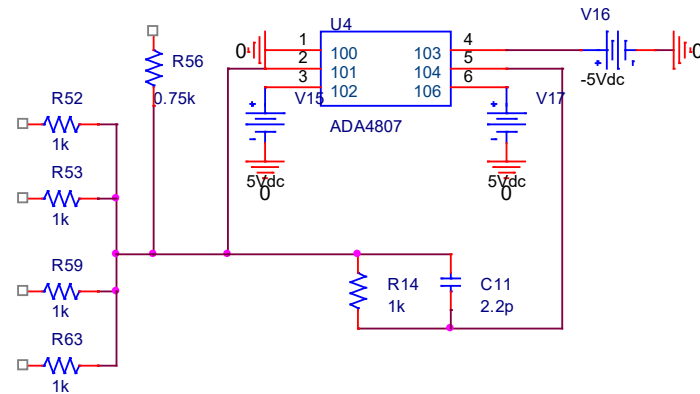 V16
U4
1
100
103
4
0
R56
2
101
104
5
0
3
102
106
6
-5Vdc
R52
0.75k
V15
V17
1k
ADA4807
R53
5Vdc
5Vdc
1k
0
0
R59
R14
C11
1k
1k
2.2p
R63
1k